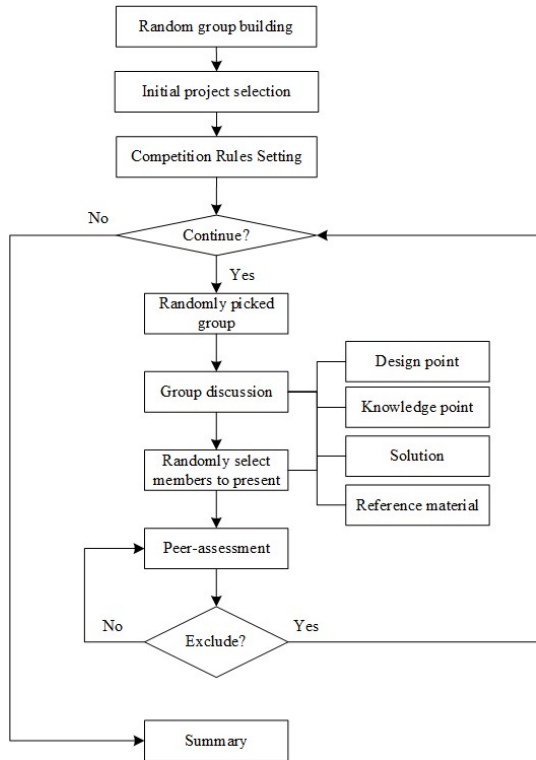 Random group building
Initial project selection
Competition Rules Setting
No
Continue?
Yes
Randomly picked
group
Design point
Group discussion
Knowledge point
Solution
Randomly select
members to present
Reference material
Peer-assessment
No
Exclude?
Yes
Summary